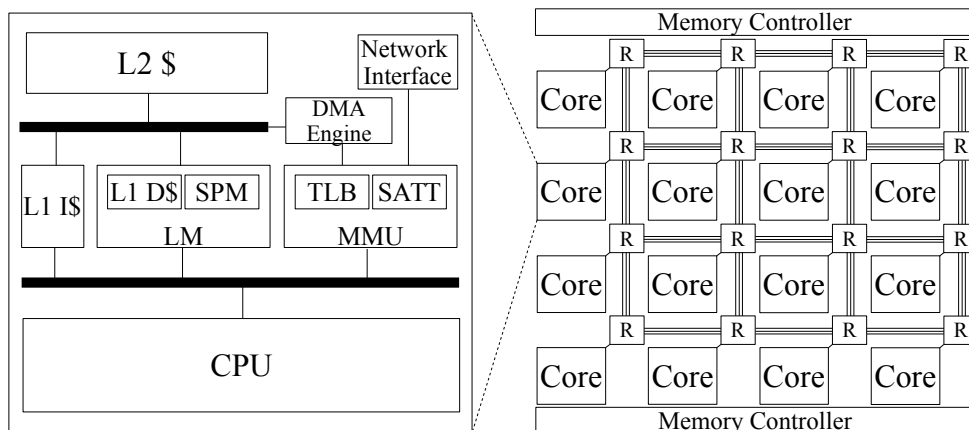 L2 $
Network
Interface
DMA
Engine
L1 I$
L1 D$ SPM
LM
TLB SATT
MMU
CPU
Memory Controller
R R R R
Core Core Core Core
R R R R
Core Core Core Core
R R R R
Core Core Core Core
R R R R
Core Core Core Core
Memory Controller